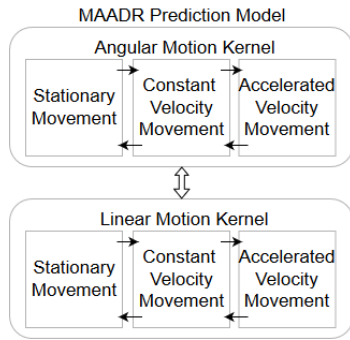 MAADR Prediction Model
Angular Motion Kernel
Stationary
Movement
Constant
Velocity
Movement
Accelerated
Velocity
Movement
Linear Motion Kernel
Stationary
Movement
Constant
Velocity
Movement
Accelerated
Velocity
Movement